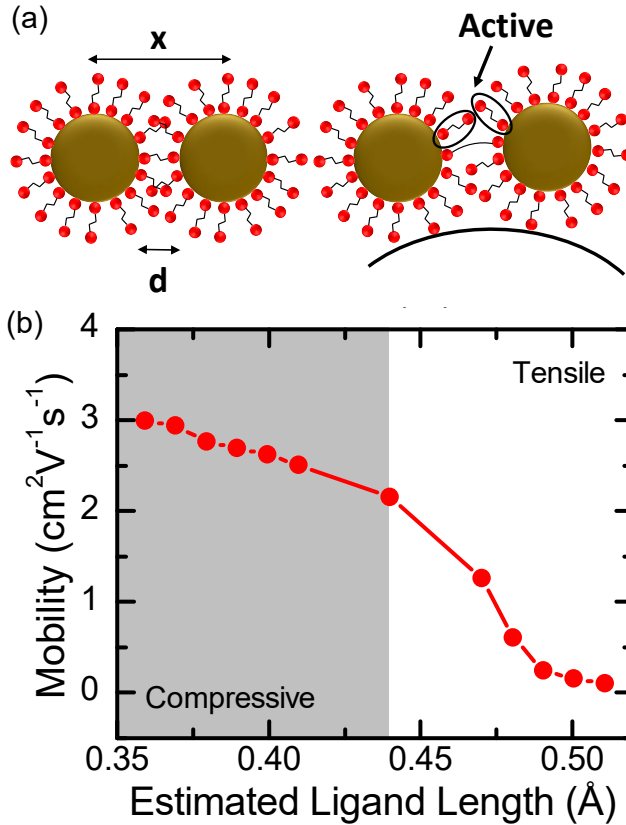 (a)
x
Active
d
(b)
Mobility (cm²V⁻¹s⁻¹)
4
3
2
1
0
Tensile
Compressive
0.35 0.40 0.45 0.50
Estimated Ligand Length (Å)